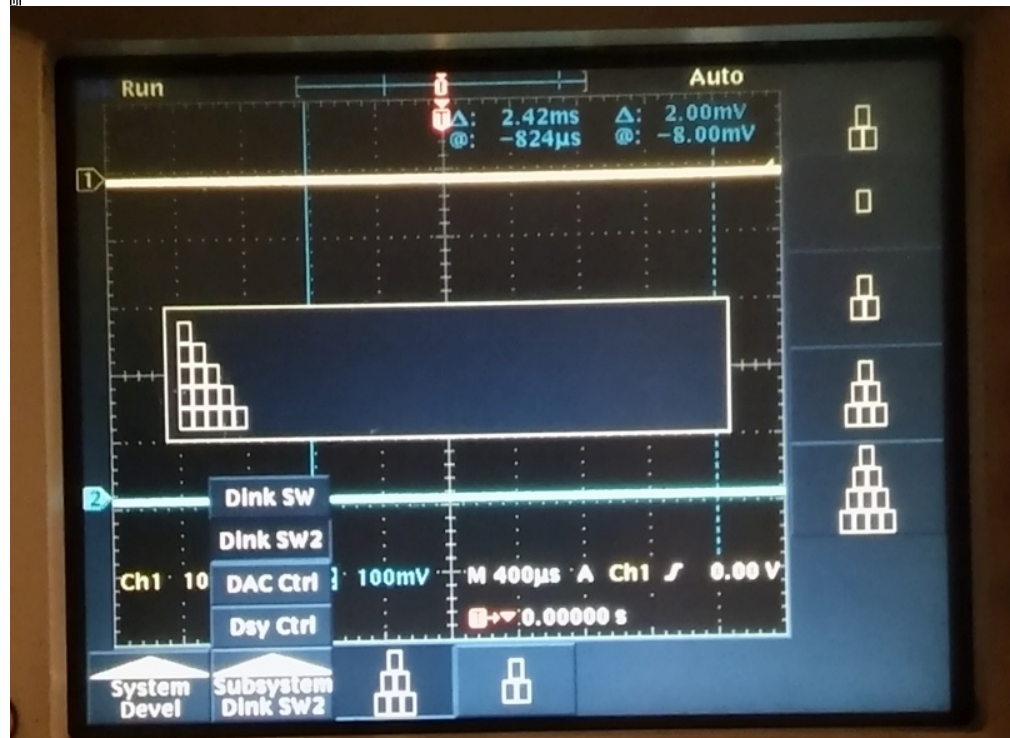 Run
Auto
Δ: 2.42ms Δ: 2.00mV
@: −824µs @: −8.00mV
1
2
Dink SW
Dink SW2
DAC Ctrl
Dsy Ctrl
Ch1 10 100mV M 400µs A Ch1 0.00 V
T 0.00000 s
System
Devel
Subsystem
Dink SW2